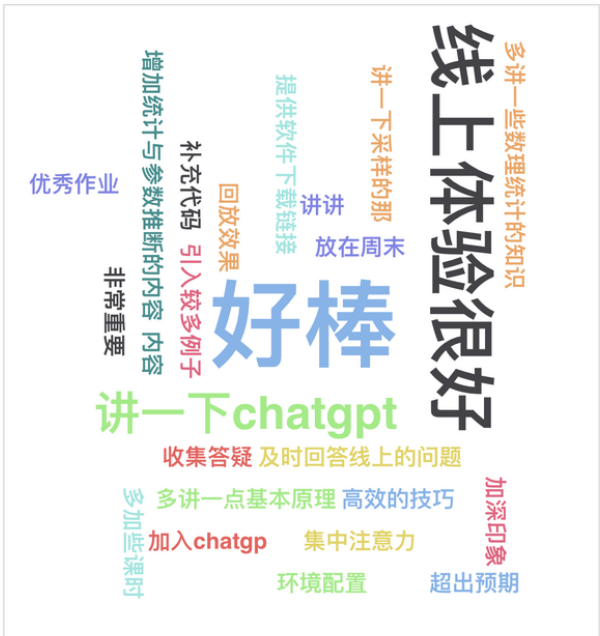 线上体验很好
多讲一些数理统计的知识
讲一下采样的那
提供软件下载链接
增加统计与参数推断的内容
内容
补充代码
优秀作业
回放效果
讲讲
放在周末
引入较多例子
非常重要
好棒
讲一下chatgpt
收集答疑
及时回答线上的问题
多加些课时
多讲一点基本原理
高效的技巧
加深印象
加入chatgp
集中注意力
环境配置
超出预期